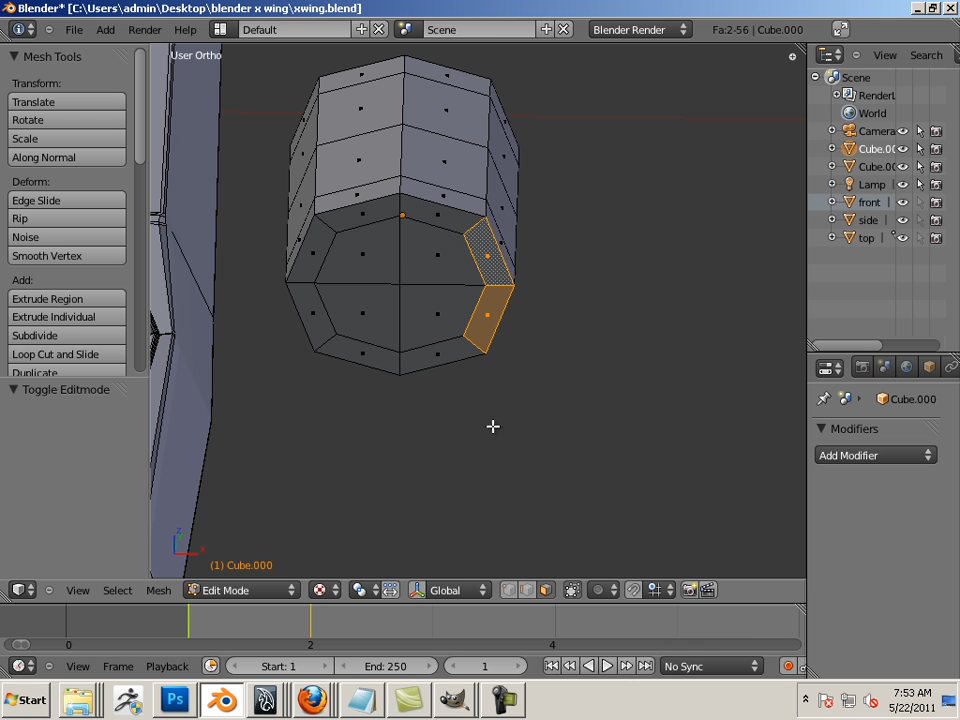 Blender* [C:\Users\admin\Desktop\blender x wing\xwing.blend]
File Add Render Help Default Scene Blender Render Fa:2-56 | Cube.000
Mesh Tools
Transform:
Translate
Rotate
Scale
Along Normal
Deform:
Edge Slide
Rip
Noise
Smooth Vertex
Add:
Extrude Region
Extrude Individual
Subdivide
Loop Cut and Slide
Duplicate
Toggle Editmode
User Ortho
z
x
(1) Cube.000
View Search
Scene
RenderL
World
Camera
Cube.00
Cube.00
Lamp
front
side
top
Cube.000
Modifiers
Add Modifier
View Select Mesh Edit Mode Global
0 2 4
View Frame Playback Start: 1 End: 250 1 No Sync
Start Ps 7:53 AM
5/22/2011